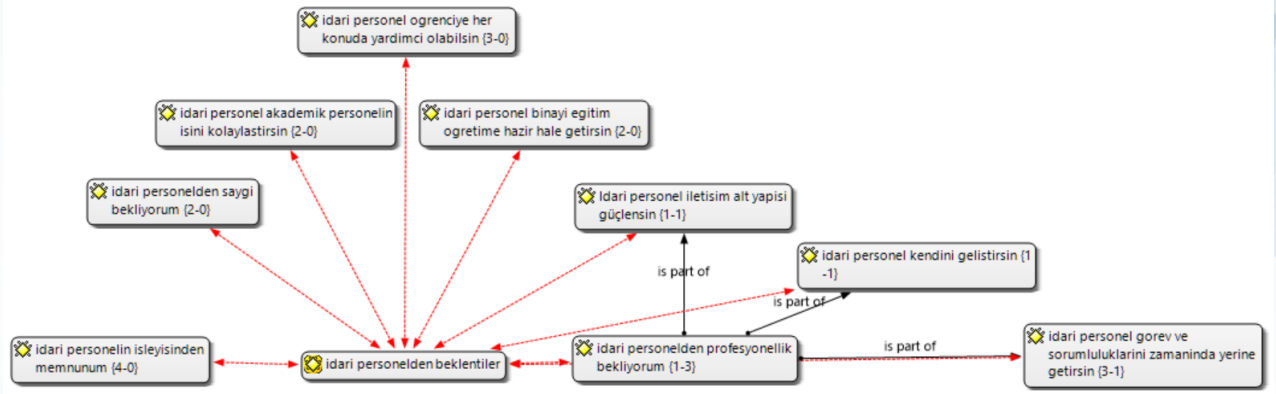 idari personel ogrenciye her
konuda yardimci olabilsin {3-0}
idari personel akademik personelin
isini kolaylastirsin {2-0}
idari personel binayi egitim
ogretime hazir hale getirsin {2-0}
idari personelden saygi
bekliyorum {2-0}
Idari personel iletisim alt yapisi
güçlensin {1-1}
is part of
idari personel kendini gelistirsin {1
-1}
is part of
idari personelin isleyisinden
memnunum {4-0}
idari personelden beklentiler
idari personelden profesyonellik
bekliyorum {1-3}
is part of
idari personel gorev ve
sorumluluklarini zamaninda yerine
getirsin {3-1}